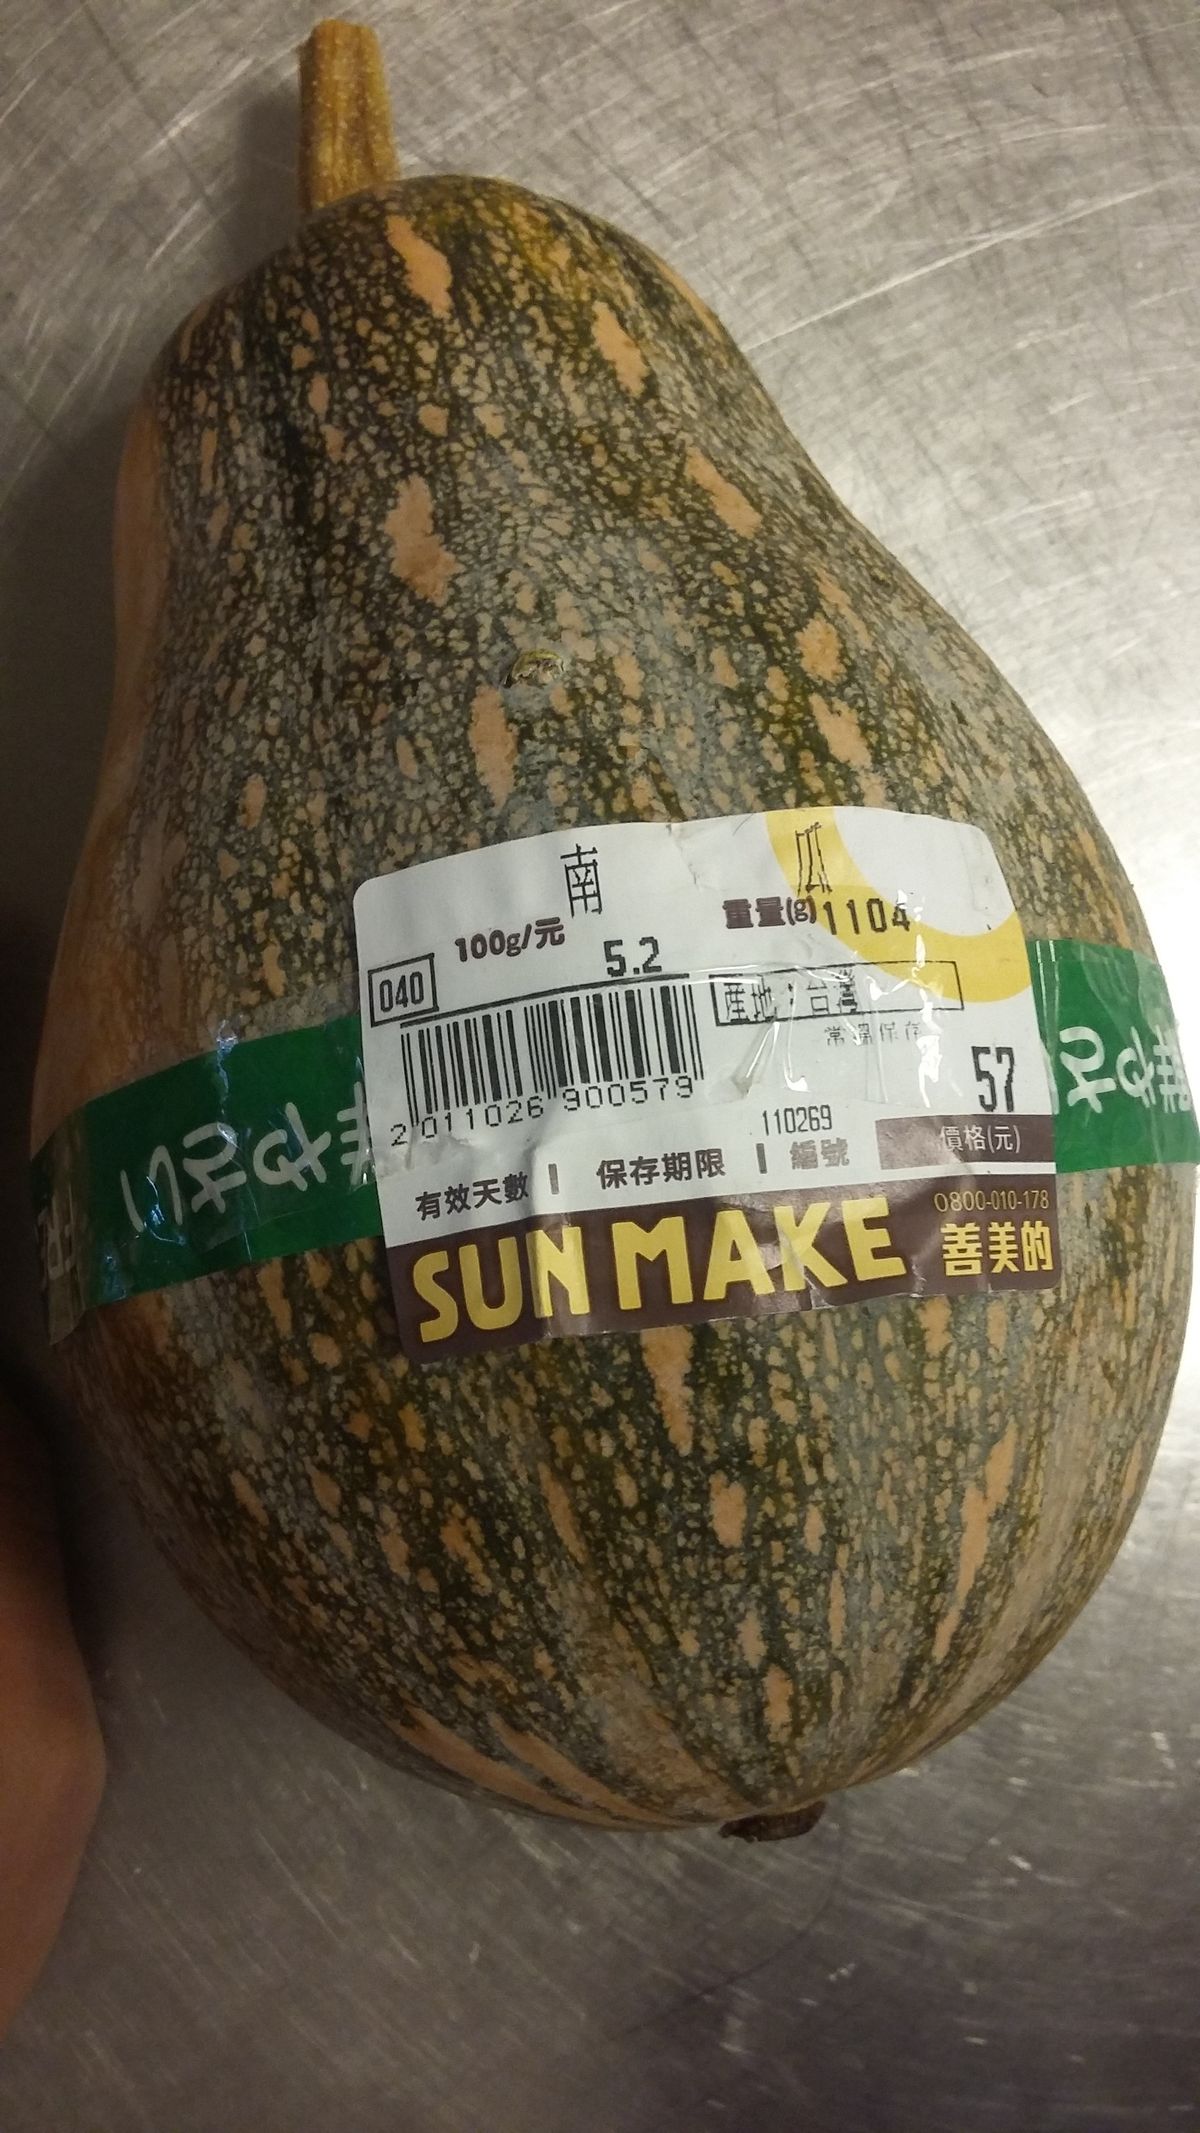 南 瓜
100g/元 5.2 重量(g) 1104
040
產地:台灣
常溫保存
2 011026 900579
57
110269
價格(元)
有效天數 保存期限 編號
0800-010-178
SUN MAKE 善美的